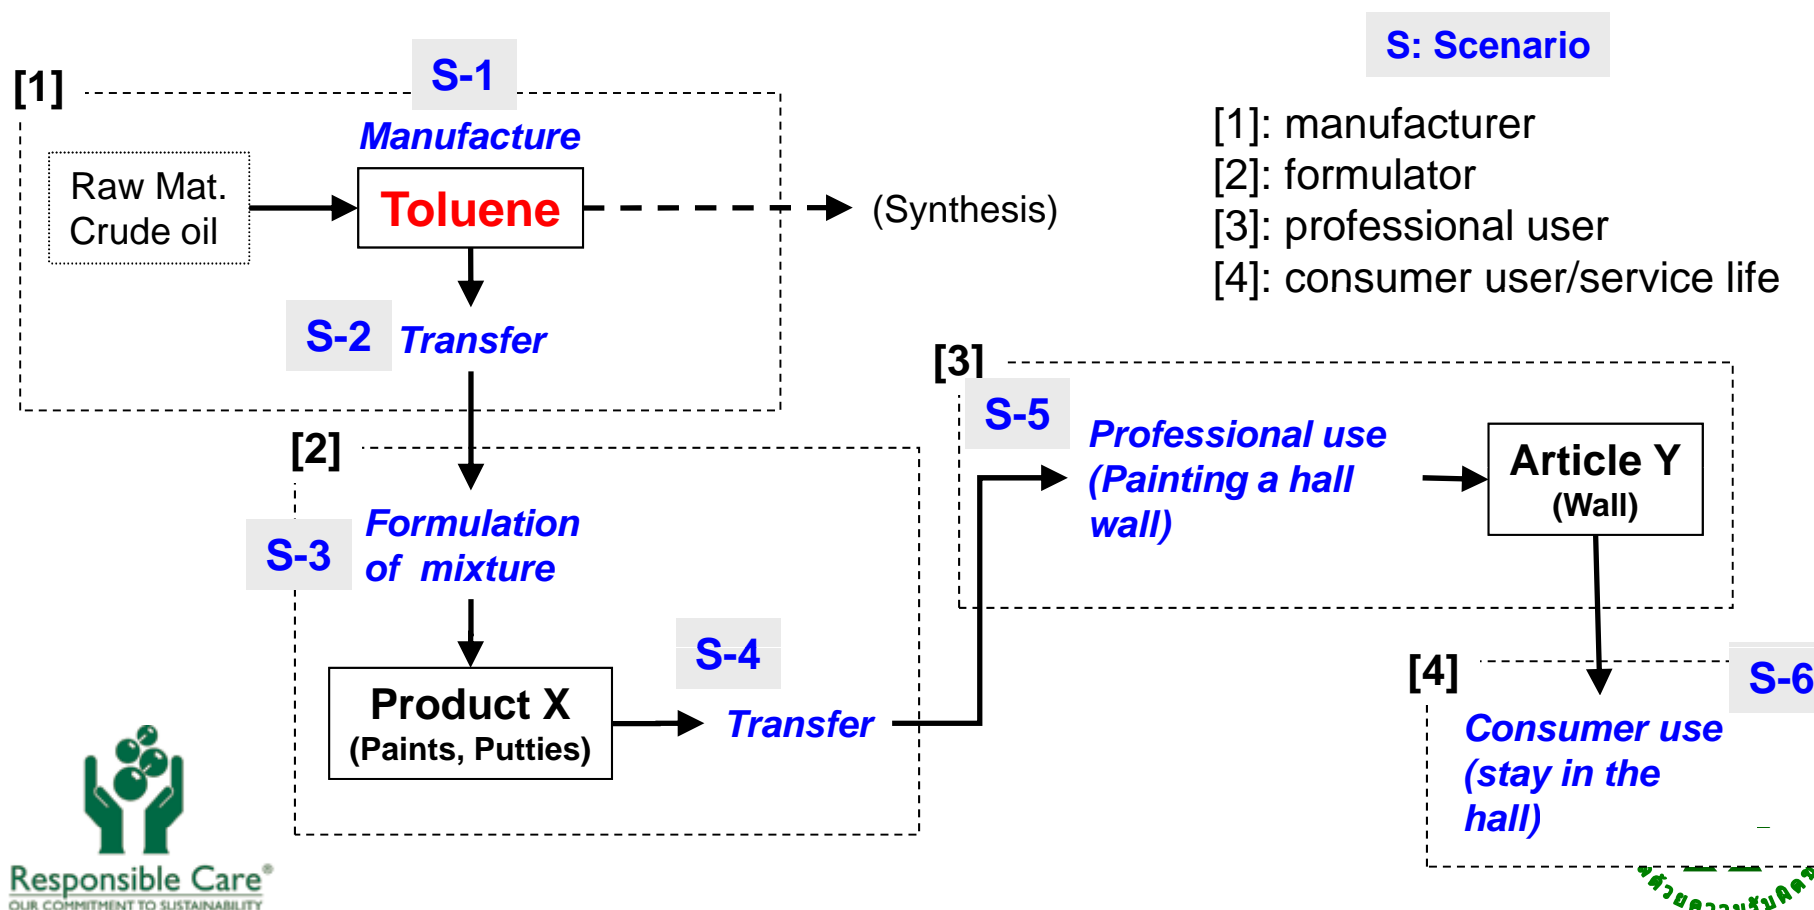 S: Scenario
[1]
S-1
Manufacture
Raw Mat.
Crude oil
Toluene
(Synthesis)
[1]: manufacturer
[2]: formulator
[3]: professional user
[4]: consumer user/service life
S-2
Transfer
[3]
S-5
Professional use
(Painting a hall
wall)
Article Y
(Wall)
[2]
S-3
Formulation
of mixture
S-4
Product X
(Paints, Putties)
Transfer
[4]
S-6
Consumer use
(stay in the
hall)
Responsible Care®
OUR COMMITMENT TO SUSTAINABILITY